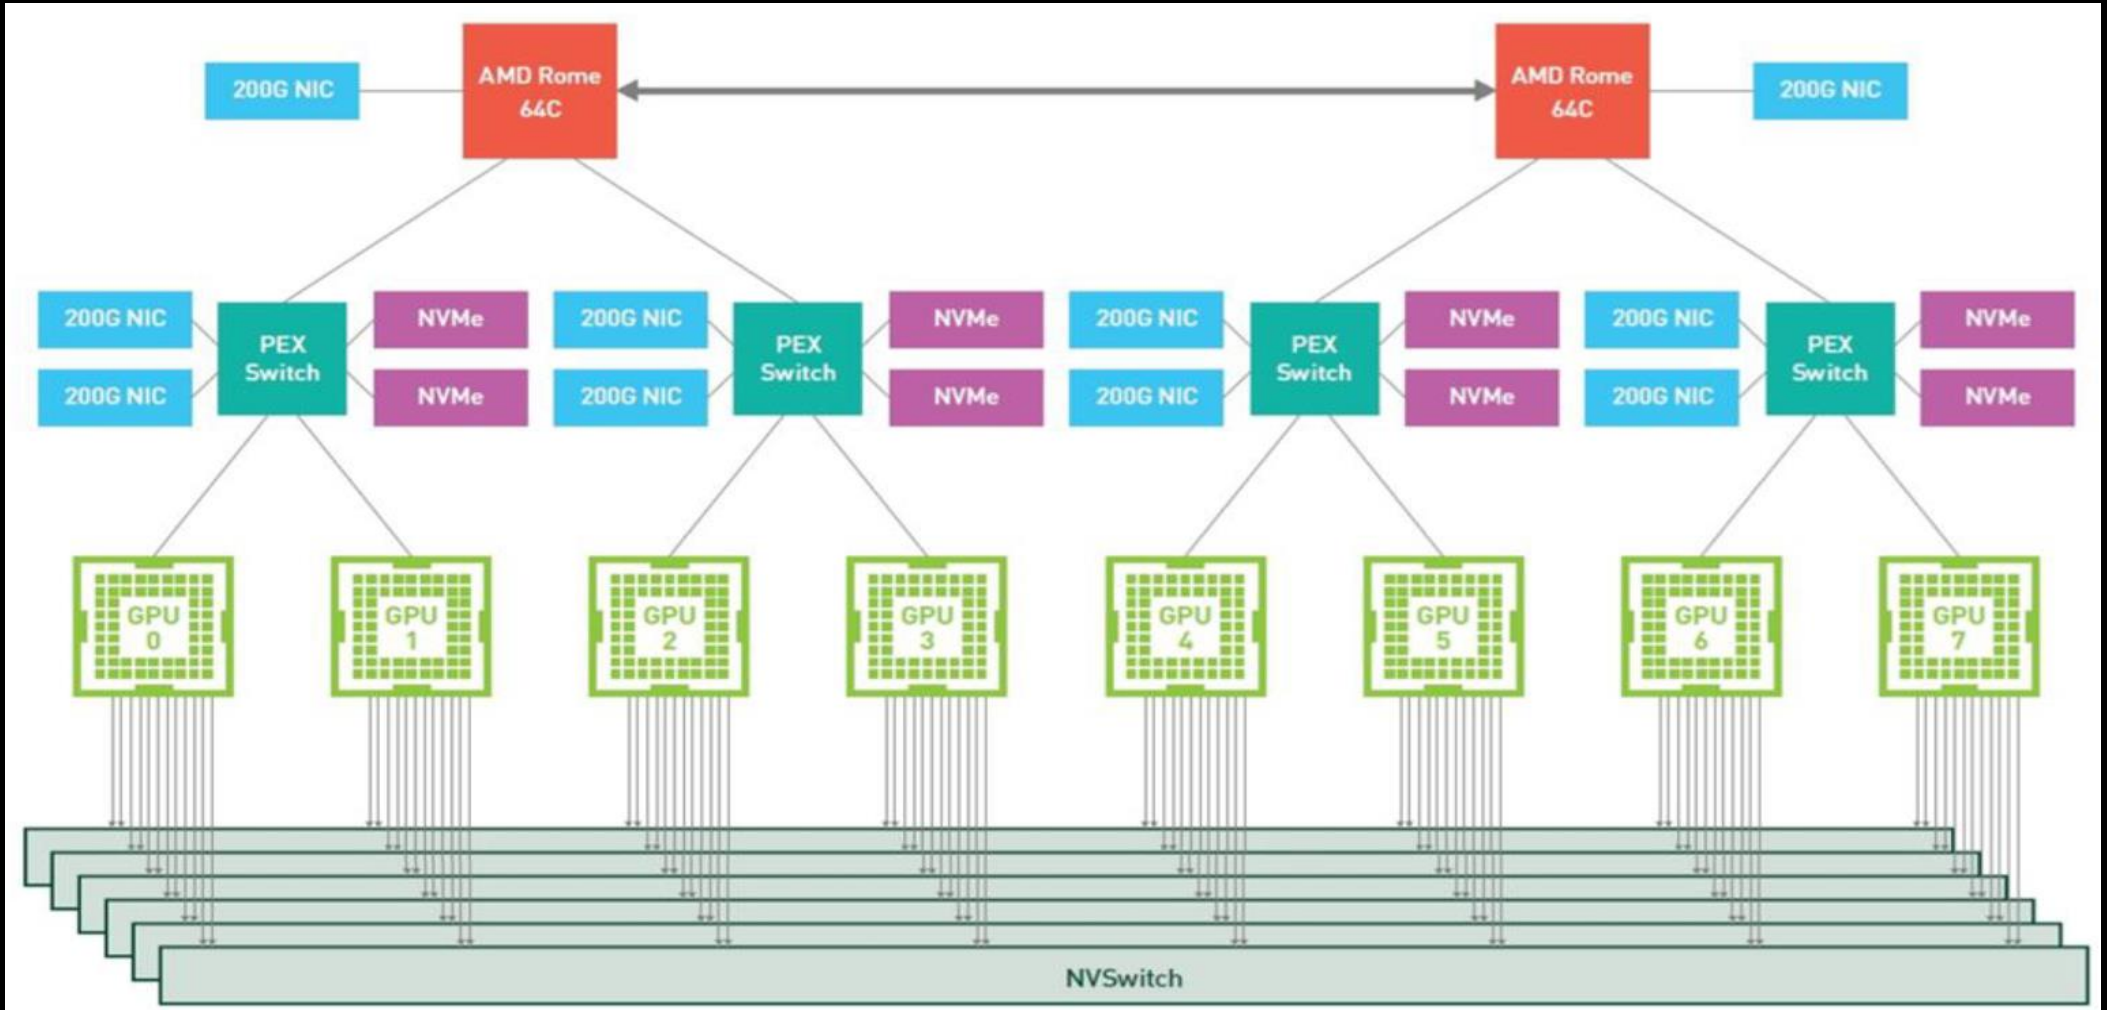 200G NIC
AMD Rome
64C
AMD Rome
64C
200G NIC
200G NIC
200G NIC
PEX
Switch
NVMe
NVMe
200G NIC
200G NIC
PEX
Switch
NVMe
NVMe
200G NIC
200G NIC
PEX
Switch
NVMe
NVMe
200G NIC
200G NIC
PEX
Switch
NVMe
NVMe
GPU
0
GPU
1
GPU
2
GPU
3
GPU
4
GPU
5
GPU
6
GPU
7
NVSwitch